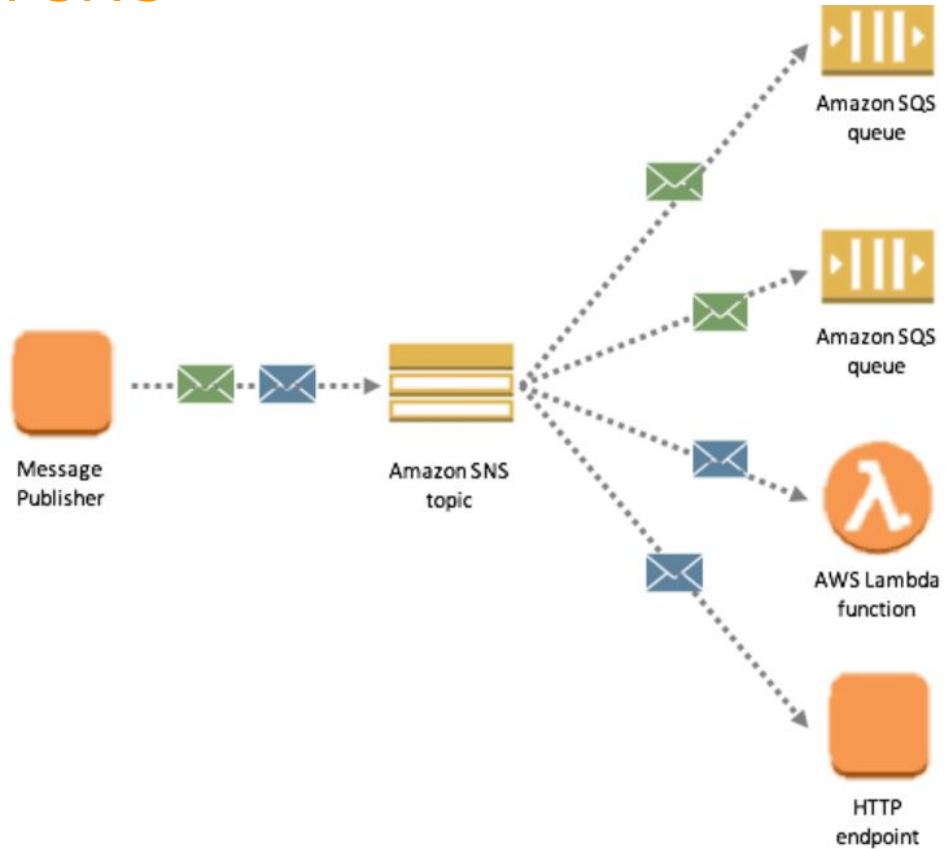 Amazon SQS
queue
Amazon SQS
queue
Message
Publisher
Amazon SNS
topic
AWS Lambda
function
HTTP
endpoint